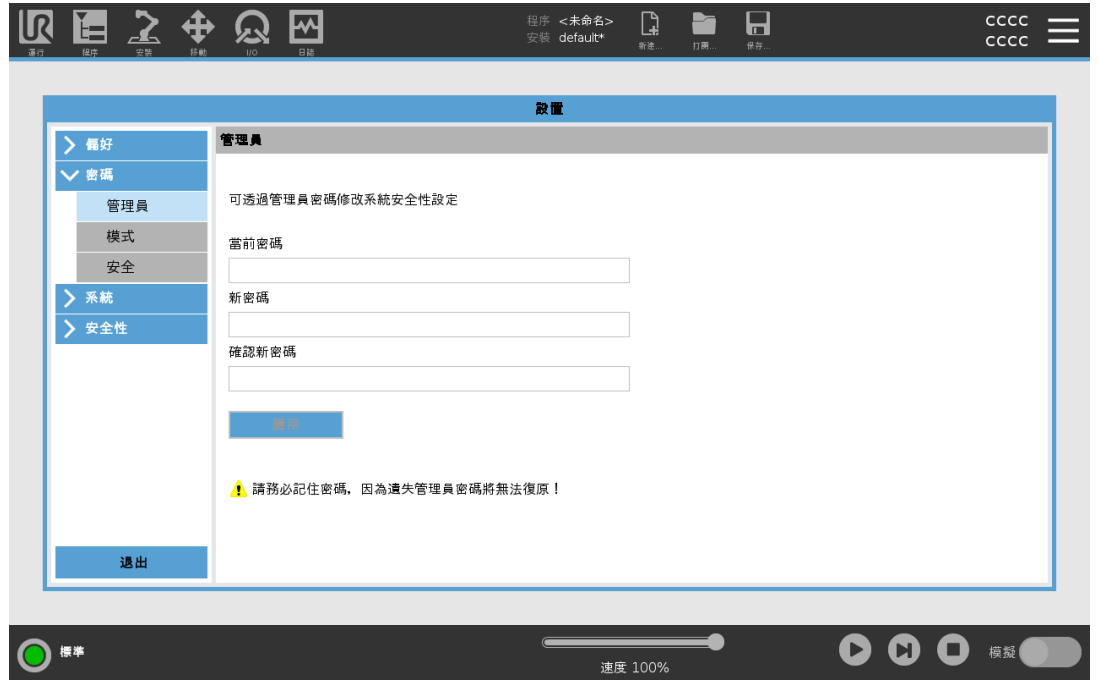 UR
運行
程序
安裝
移動
I/O
日誌
程序 <未命名>
安裝 default*
新建...
打開...
保存...
cccc
cccc
設置
偏好
密碼
管理員
模式
安全
系統
安全性
退出
管理員
可透過管理員密碼修改系統安全性設定
當前密碼
新密碼
確認新密碼
應用
請務必記住密碼，因為遺失管理員密碼將無法復原！
標準
速度 100%
模擬